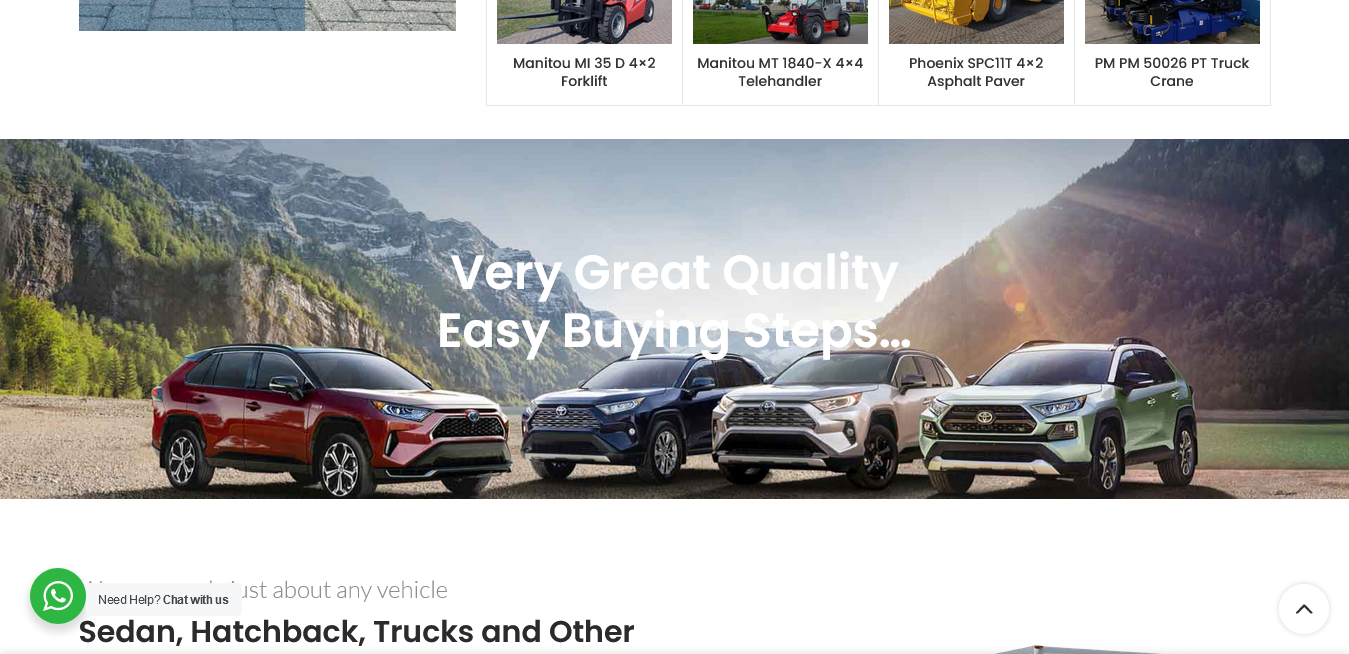 Manitou MI 35 D 4×2
Forklift
Manitou MT 1840-X 4×4
Telehandler
Phoenix SPC11T 4×2
Asphalt Paver
PM PM 50026 PT Truck
Crane
Very Great Quality
Easy Buying Steps...
just about any vehicle
Need Help? Chat with us
Sedan, Hatchback, Trucks and Other